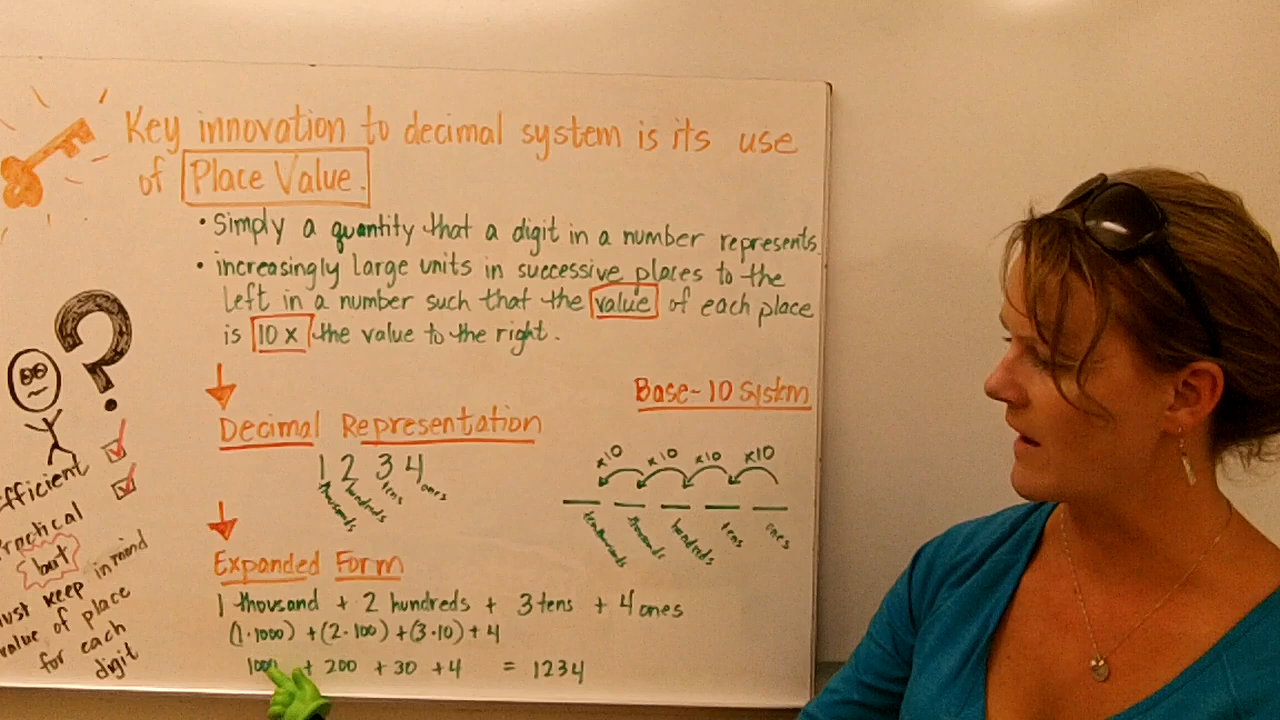 Key innovation to decimal system is its use
of Place Value.
• Simply a quantity that a digit in a number represents.
• increasingly large units in successive places to the
left in a number such that the value of each place
is 10 x the value to the right.
Decimal Representation
1 2 3 4
thousands hundreds tens ones
Base-10 System
x10 x10 x10 x10
ten thousands thousands hundreds tens ones
Expanded Form
1 thousand + 2 hundreds + 3 tens + 4 ones
(1·1000) + (2·100) + (3·10) + 4
1000 + 200 + 30 + 4 = 1234
?
fficient
Practical
but
ust keep in mind
value of place
for each
digit